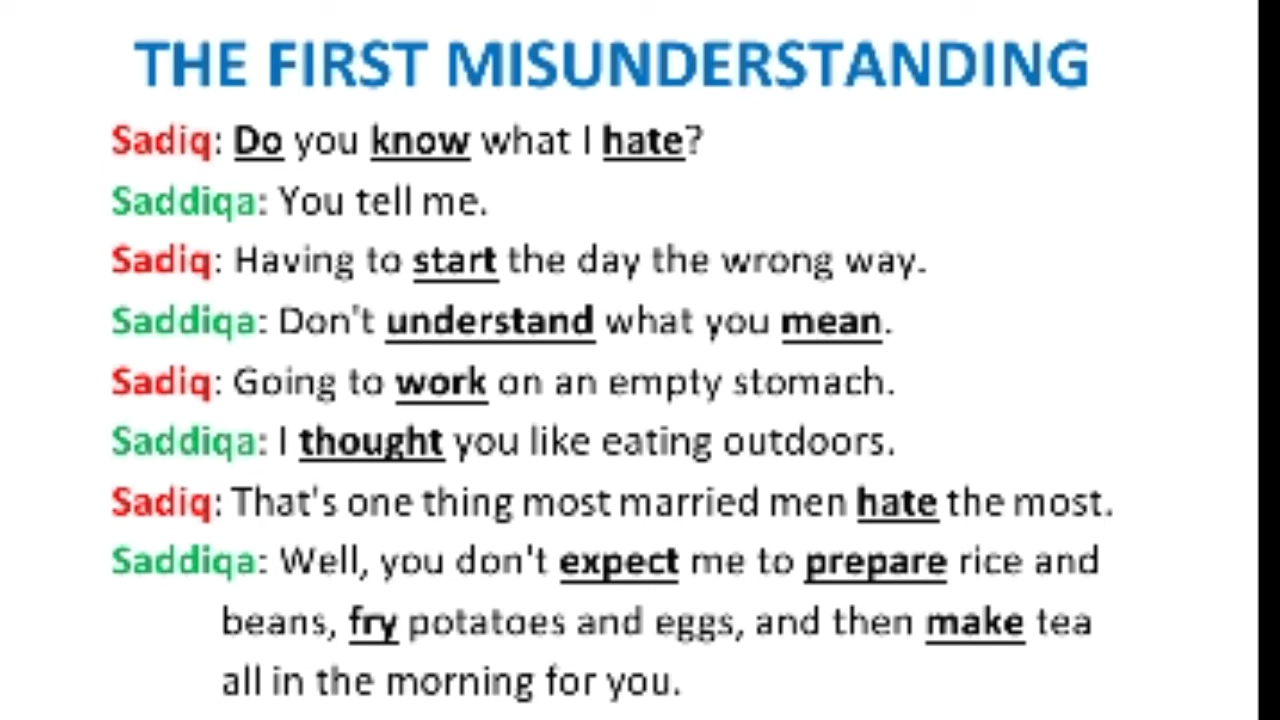 THE FIRST MISUNDERSTANDING
Sadiq: Do you know what I hate?
Saddiqa: You tell me.
Sadiq: Having to start the day the wrong way.
Saddiqa: Don't understand what you mean.
Sadiq: Going to work on an empty stomach.
Saddiqa: I thought you like eating outdoors.
Sadiq: That's one thing most married men hate the most.
Saddiqa: Well, you don't expect me to prepare rice and
beans, fry potatoes and eggs, and then make tea
all in the morning for you.